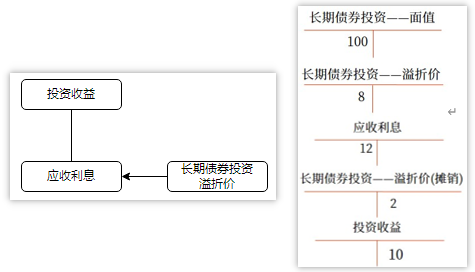 投资收益
应收利息
长期债券投资
溢折价
长期债券投资——面值
100
长期债券投资——溢折价
8
应收利息
12
长期债券投资——溢折价(摊销)
2
投资收益
10